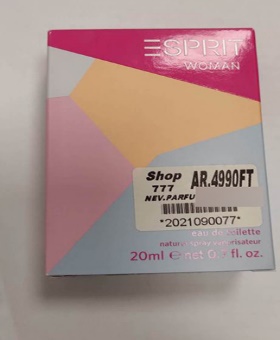 ESPRIT
WOMAN
Shop
777
NEV.PARFU
AR.4990FT
*2021090077*
eau de toilette
natural spray vaporisateur
20ml e net 0.7 fl. oz.